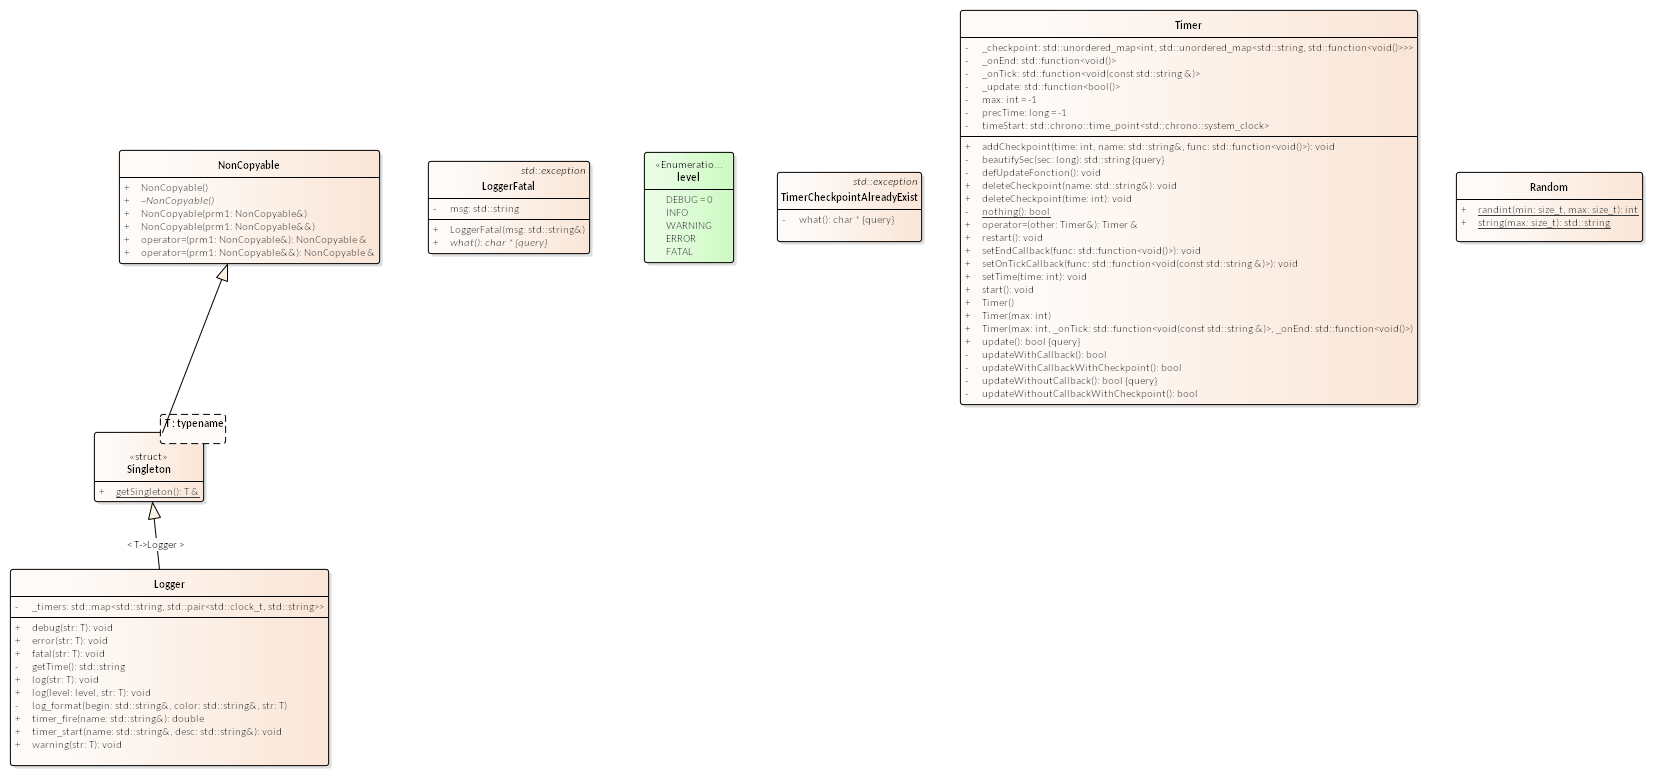 NonCopyable
+ NonCopyable()
+ ~NonCopyable()
+ NonCopyable(prm1: NonCopyable&)
+ NonCopyable(prm1: NonCopyable&&)
+ operator=(prm1: NonCopyable&): NonCopyable &
+ operator=(prm1: NonCopyable&&): NonCopyable &
std::exception
LoggerFatal
- msg: std::string
+ LoggerFatal(msg: std::string&)
+ what(): char * {query}
«Enumeratio...
level
DEBUG = 0
INFO
WARNING
ERROR
FATAL
std::exception
TimerCheckpointAlreadyExist
- what(): char * {query}
Timer
- _checkpoint: std::unordered_map<int, std::unordered_map<std::string, std::function<void()>>>
- _onEnd: std::function<void()>
- _onTick: std::function<void(const std::string &)>
- _update: std::function<bool()>
- max: int = -1
- precTime: long = -1
- timeStart: std::chrono::time_point<std::chrono::system_clock>
+ addCheckpoint(time: int, name: std::string&, func: std::function<void()>): void
- beautifySec(sec: long): std::string {query}
- defUpdateFonction(): void
+ deleteCheckpoint(name: std::string&): void
+ deleteCheckpoint(time: int): void
- nothing(): bool
+ operator=(other: Timer&): Timer &
+ restart(): void
+ setEndCallback(func: std::function<void()>): void
+ setOnTickCallback(func: std::function<void(const std::string &)>): void
+ setTime(time: int): void
+ start(): void
+ Timer()
+ Timer(max: int)
+ Timer(max: int, _onTick: std::function<void(const std::string &)>, _onEnd: std::function<void()>)
+ update(): bool {query}
- updateWithCallback(): bool
- updateWithCallbackWithCheckpoint(): bool
- updateWithoutCallback(): bool {query}
- updateWithoutCallbackWithCheckpoint(): bool
Random
+ randint(min: size_t, max: size_t): int
+ string(max: size_t): std::string
T : typename
«struct»
Singleton
+ getSingleton(): T &
< T->Logger >
Logger
- _timers: std::map<std::string, std::pair<std::clock_t, std::string>>
+ debug(str: T): void
+ error(str: T): void
+ fatal(str: T): void
- getTime(): std::string
+ log(str: T): void
+ log(level: level, str: T): void
- log_format(begin: std::string&, color: std::string&, str: T)
+ timer_fire(name: std::string&): double
+ timer_start(name: std::string&, desc: std::string&): void
+ warning(str: T): void